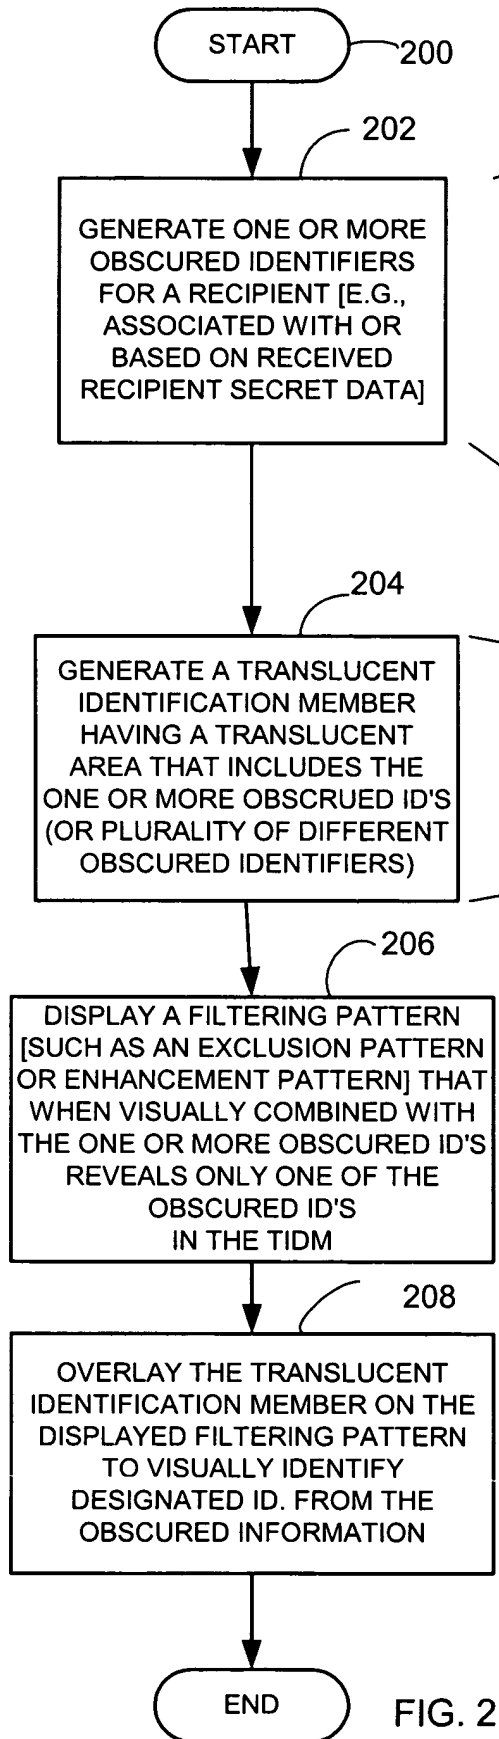 START
200
202
GENERATE ONE OR MORE
OBSCURED IDENTIFIERS
FOR A RECIPIENT [E.G.,
ASSOCIATED WITH OR
BASED ON RECEIVED
RECIPIENT SECRET DATA]
204
GENERATE A TRANSLUCENT
IDENTIFICATION MEMBER
HAVING A TRANSLUCENT
AREA THAT INCLUDES THE
ONE OR MORE OBSCRUED ID'S
(OR PLURALITY OF DIFFERENT
OBSCURED IDENTIFIERS)
206
DISPLAY A FILTERING PATTERN
[SUCH AS AN EXCLUSION PATTERN
OR ENHANCEMENT PATTERN] THAT
WHEN VISUALLY COMBINED WITH
THE ONE OR MORE OBSCURED ID'S
REVEALS ONLY ONE OF THE
OBSCURED ID'S
IN THE TIDM
208
OVERLAY THE TRANSLUCENT
IDENTIFICATION MEMBER ON THE
DISPLAYED FILTERING PATTERN
TO VISUALLY IDENTIFY
DESIGNATED ID. FROM THE
OBSCURED INFORMATION
END
FIG. 2